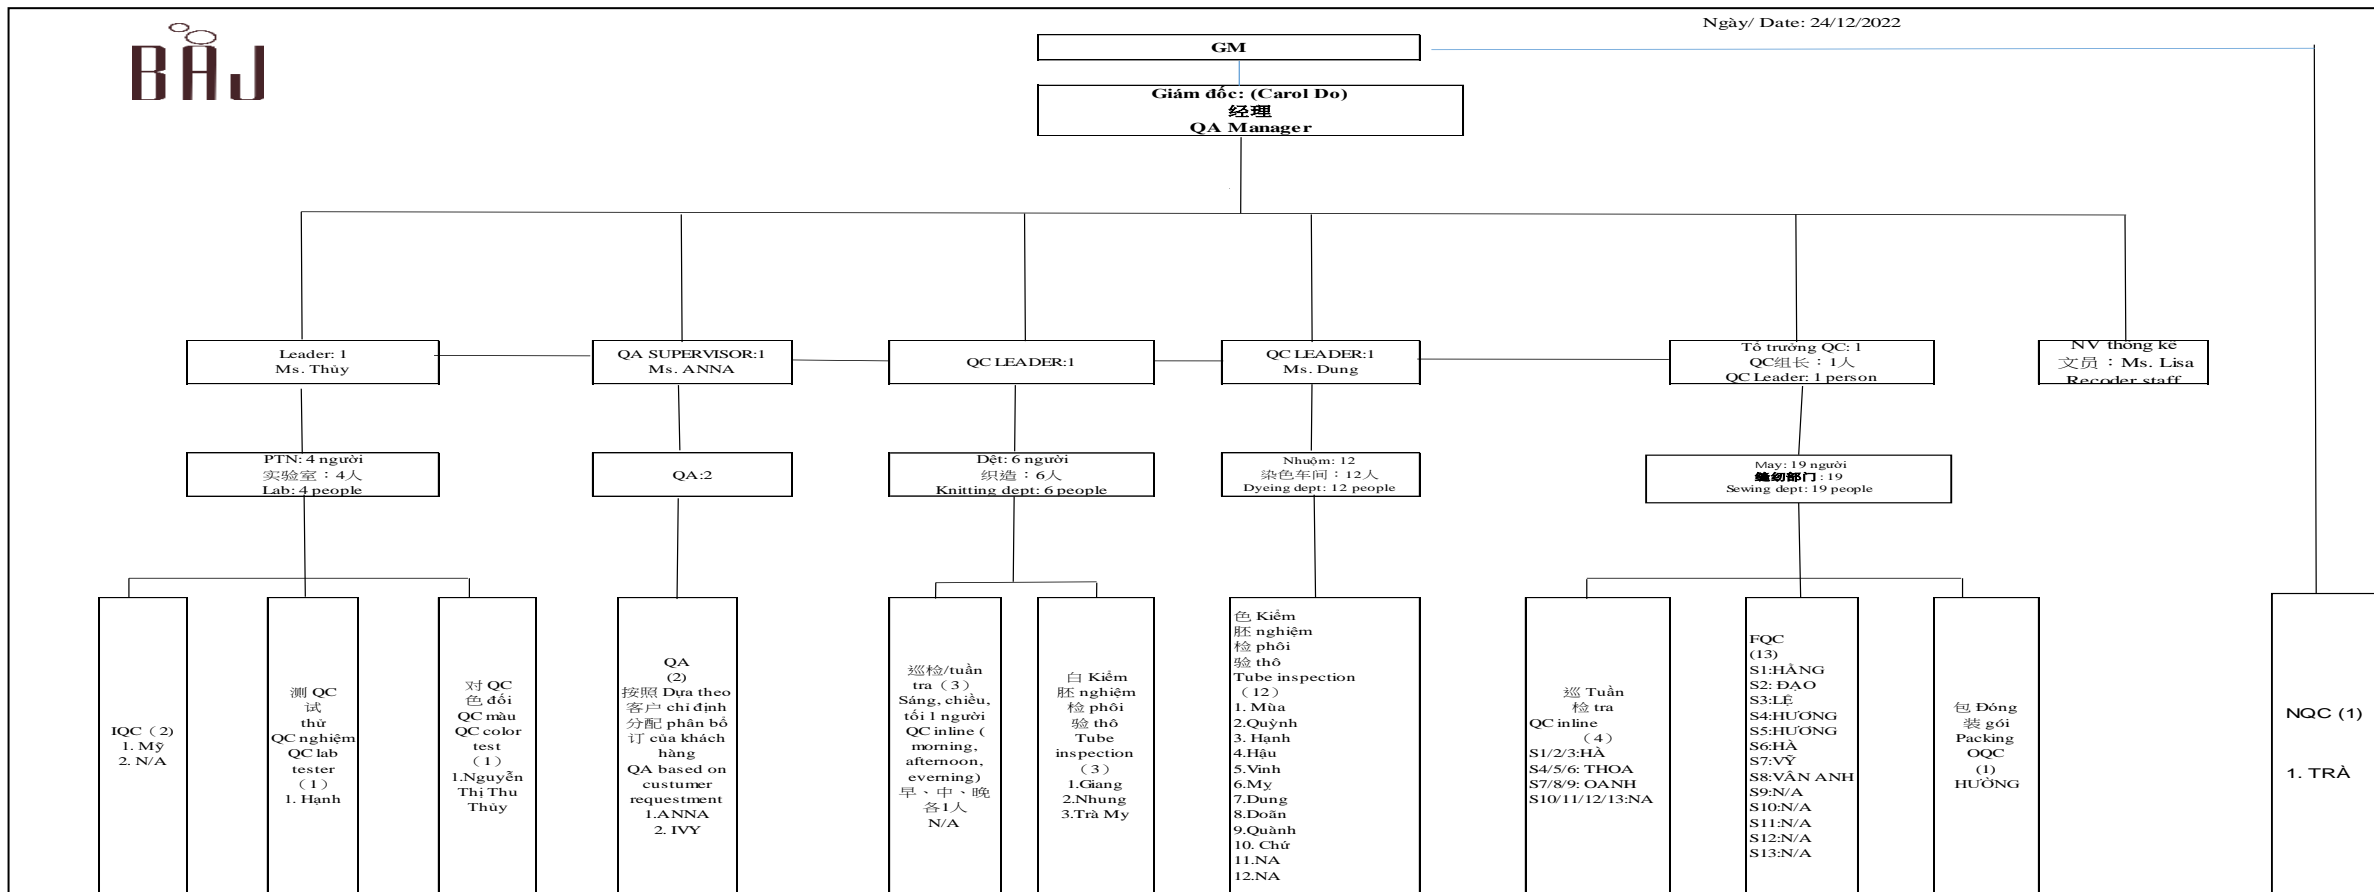 BAJ
Ngày/ Date: 24/12/2022
GM
Giám đốc: (Carol Do)
经理
QA Manager
Leader: 1
Ms. Thùy
QA SUPERVISOR:1
Ms. ANNA
QC LEADER:1
QC LEADER:1
Ms. Dung
Tổ trưởng QC: 1
QC组长：1人
QC Leader: 1 person
NV thống kê
文员：Ms. Lisa
Recoder staff
PTN: 4 người
实验室：4人
Lab: 4 people
QA:2
Dệt: 6 người
织造：6人
Knitting dept: 6 people
Nhuộm: 12
染色车间：12人
Dyeing dept: 12 people
May: 19 người
缝纫部门 : 19
Sewing dept: 19 people
IQC（2）
1. Mỹ
2. N/A
测 QC
试
thử
QC nghiệm
QC lab
tester
（1）
1. Hạnh
对 QC
色 đối
QC màu
QC color
test
（1）
1.Nguyễn
Thị Thu
Thủy
QA
(2)
按照 Dựa theo
客户 chỉ định
分配 phân bổ
订 của khách
hàng
QA based on
custumer
requestment
1.ANNA
2. IVY
巡检/tuần
tra（3）
Sáng, chiều,
tối 1 người
QC inline (
morning,
afternoon,
everning)
早、中、晚
各1人
N/A
白 Kiểm
胚 nghiệm
检 phôi
验 thô
Tube
inspection
（3）
1.Giang
2.Nhung
3.Trà My
色 Kiểm
胚 nghiệm
检 phôi
验 thô
Tube inspection
（12）
1. Mùa
2.Quỳnh
3. Hạnh
4.Hậu
5.Vinh
6.My
7.Dung
8.Doãn
9.Quành
10. Chứ
11.NA
12.NA
巡 Tuần
检 tra
QC inline
（4）
S1/2/3:HÀ
S4/5/6: THOA
S7/8/9: OANH
S10/11/12/13:NA
FQC
(13)
S1:HẰNG
S2: ĐẠO
S3:LỆ
S4:HƯƠNG
S5:HƯƠNG
S6:HÀ
S7:VỸ
S8:VÂN ANH
S9:N/A
S10:N/A
S11:N/A
S12:N/A
S13:N/A
包 Đóng
装 gói
Packing
OQC
(1)
HƯỜNG
NQC (1)
1. TRÀ